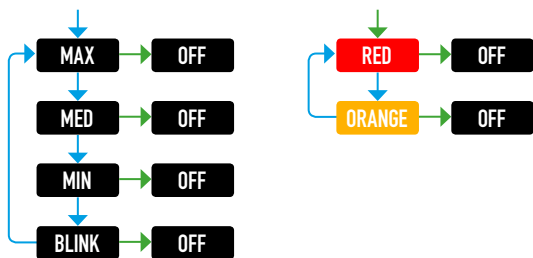 MAX OFF
MED OFF
MIN OFF
BLINK OFF
RED OFF
ORANGE OFF